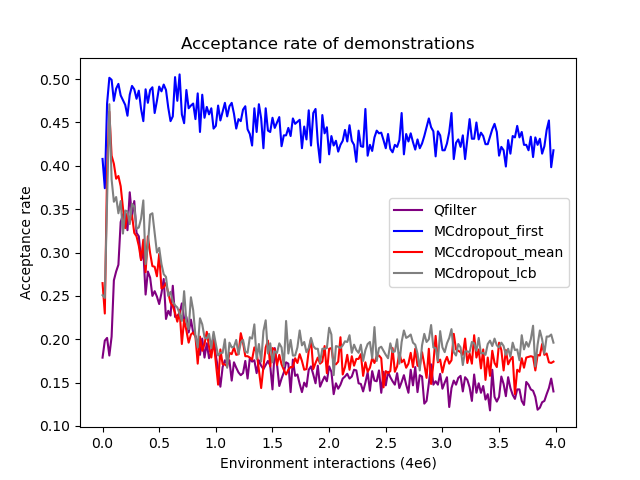 Acceptance rate of demonstrations
Acceptance rate
0.50
0.45
0.40
0.35
0.30
0.25
0.20
0.15
0.10
Qfilter
MCdropout_first
MCcdropout_mean
MCdropout_lcb
0.0 0.5 1.0 1.5 2.0 2.5 3.0 3.5 4.0
Environment interactions (4e6)